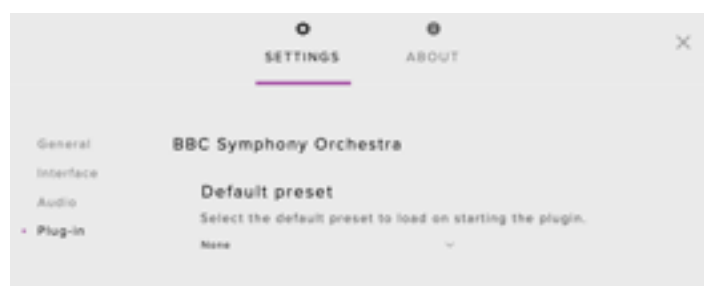 SETTINGS ABOUT
General
BBC Symphony Orchestra
Interface
Default preset
Audio
Select the default preset to load on starting the plugin.
Plug-in
None